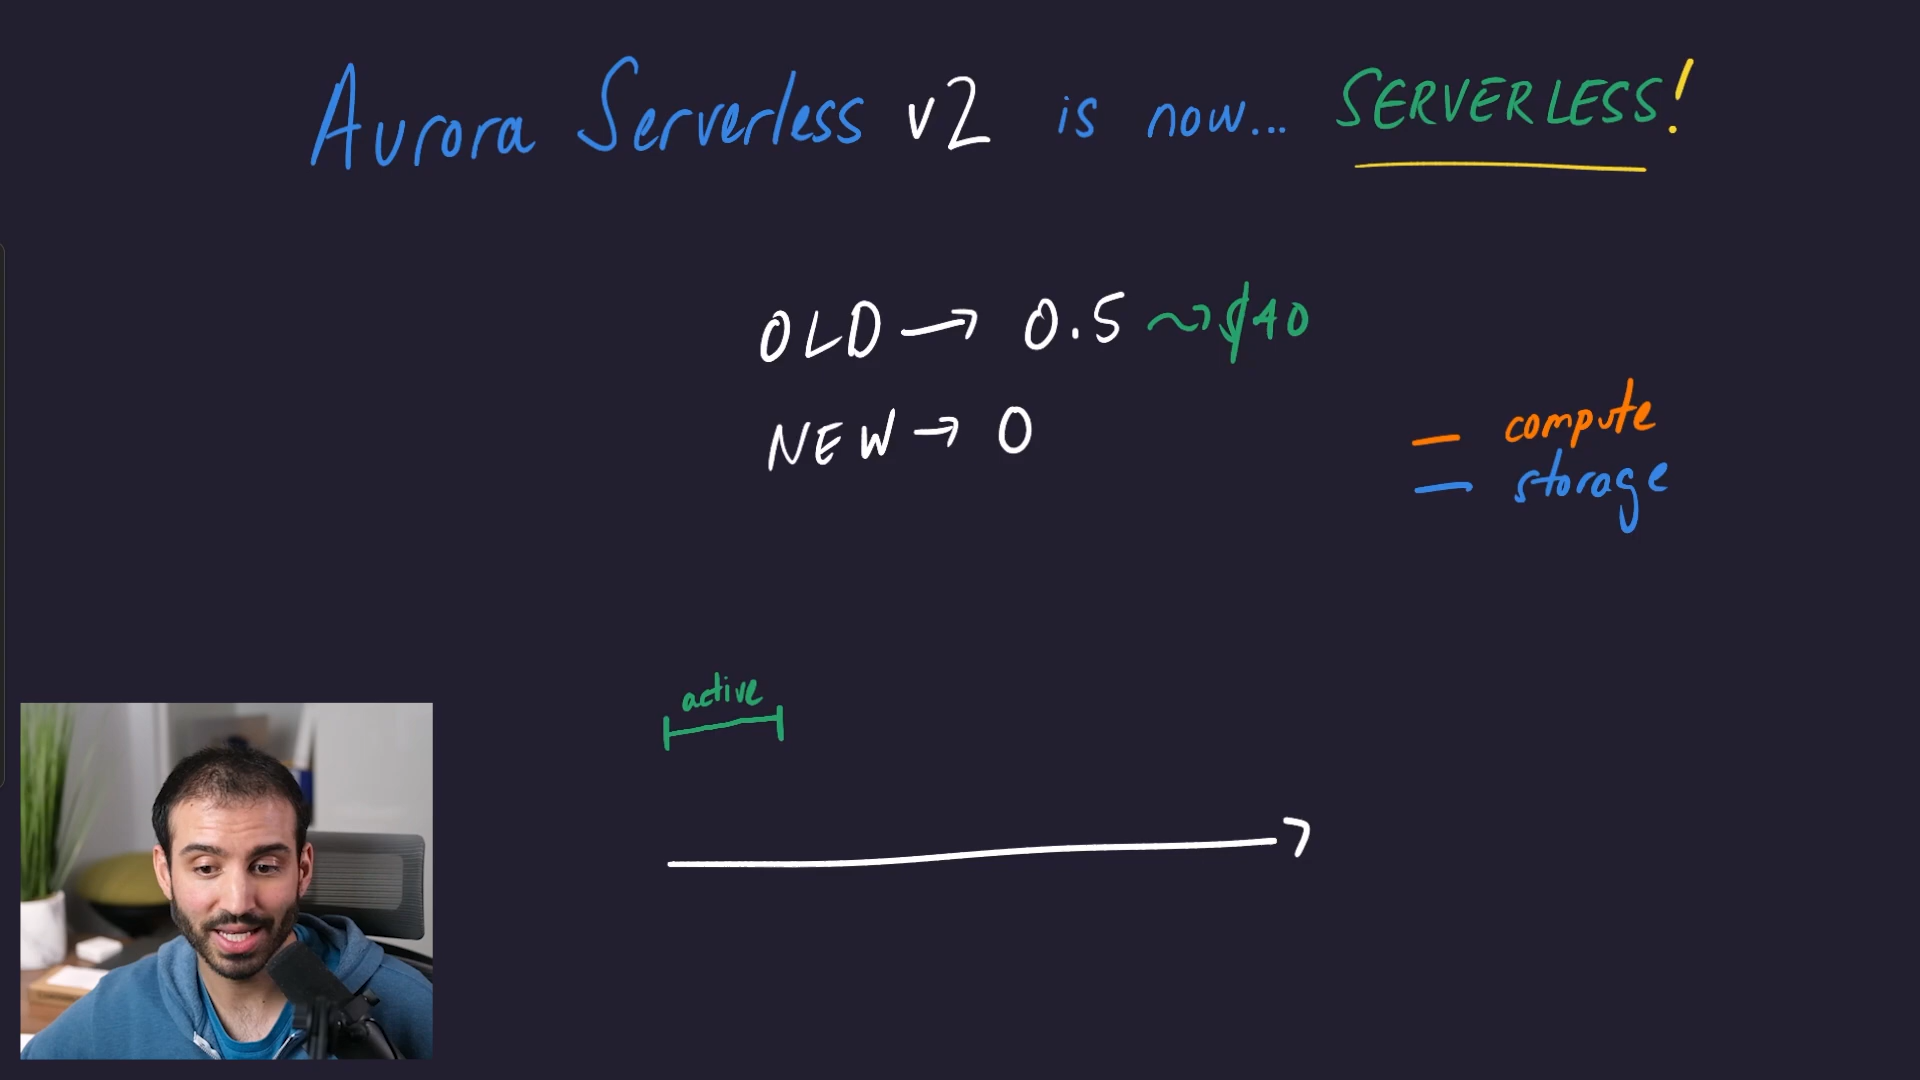 Aurora Serverless v2 is now... SERVERLESS!
OLD → 0.5 ~> $40
NEW → 0
— compute
— storage
active